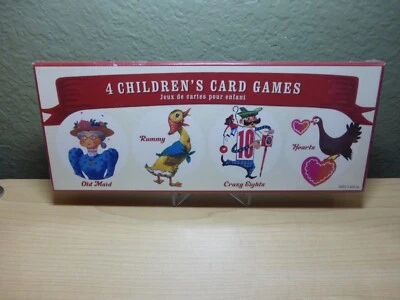 4 CHILDREN'S CARD GAMES
Jeux de cartes pour enfant
Old Maid
Rummy
10
Crazy Eights
Hearts